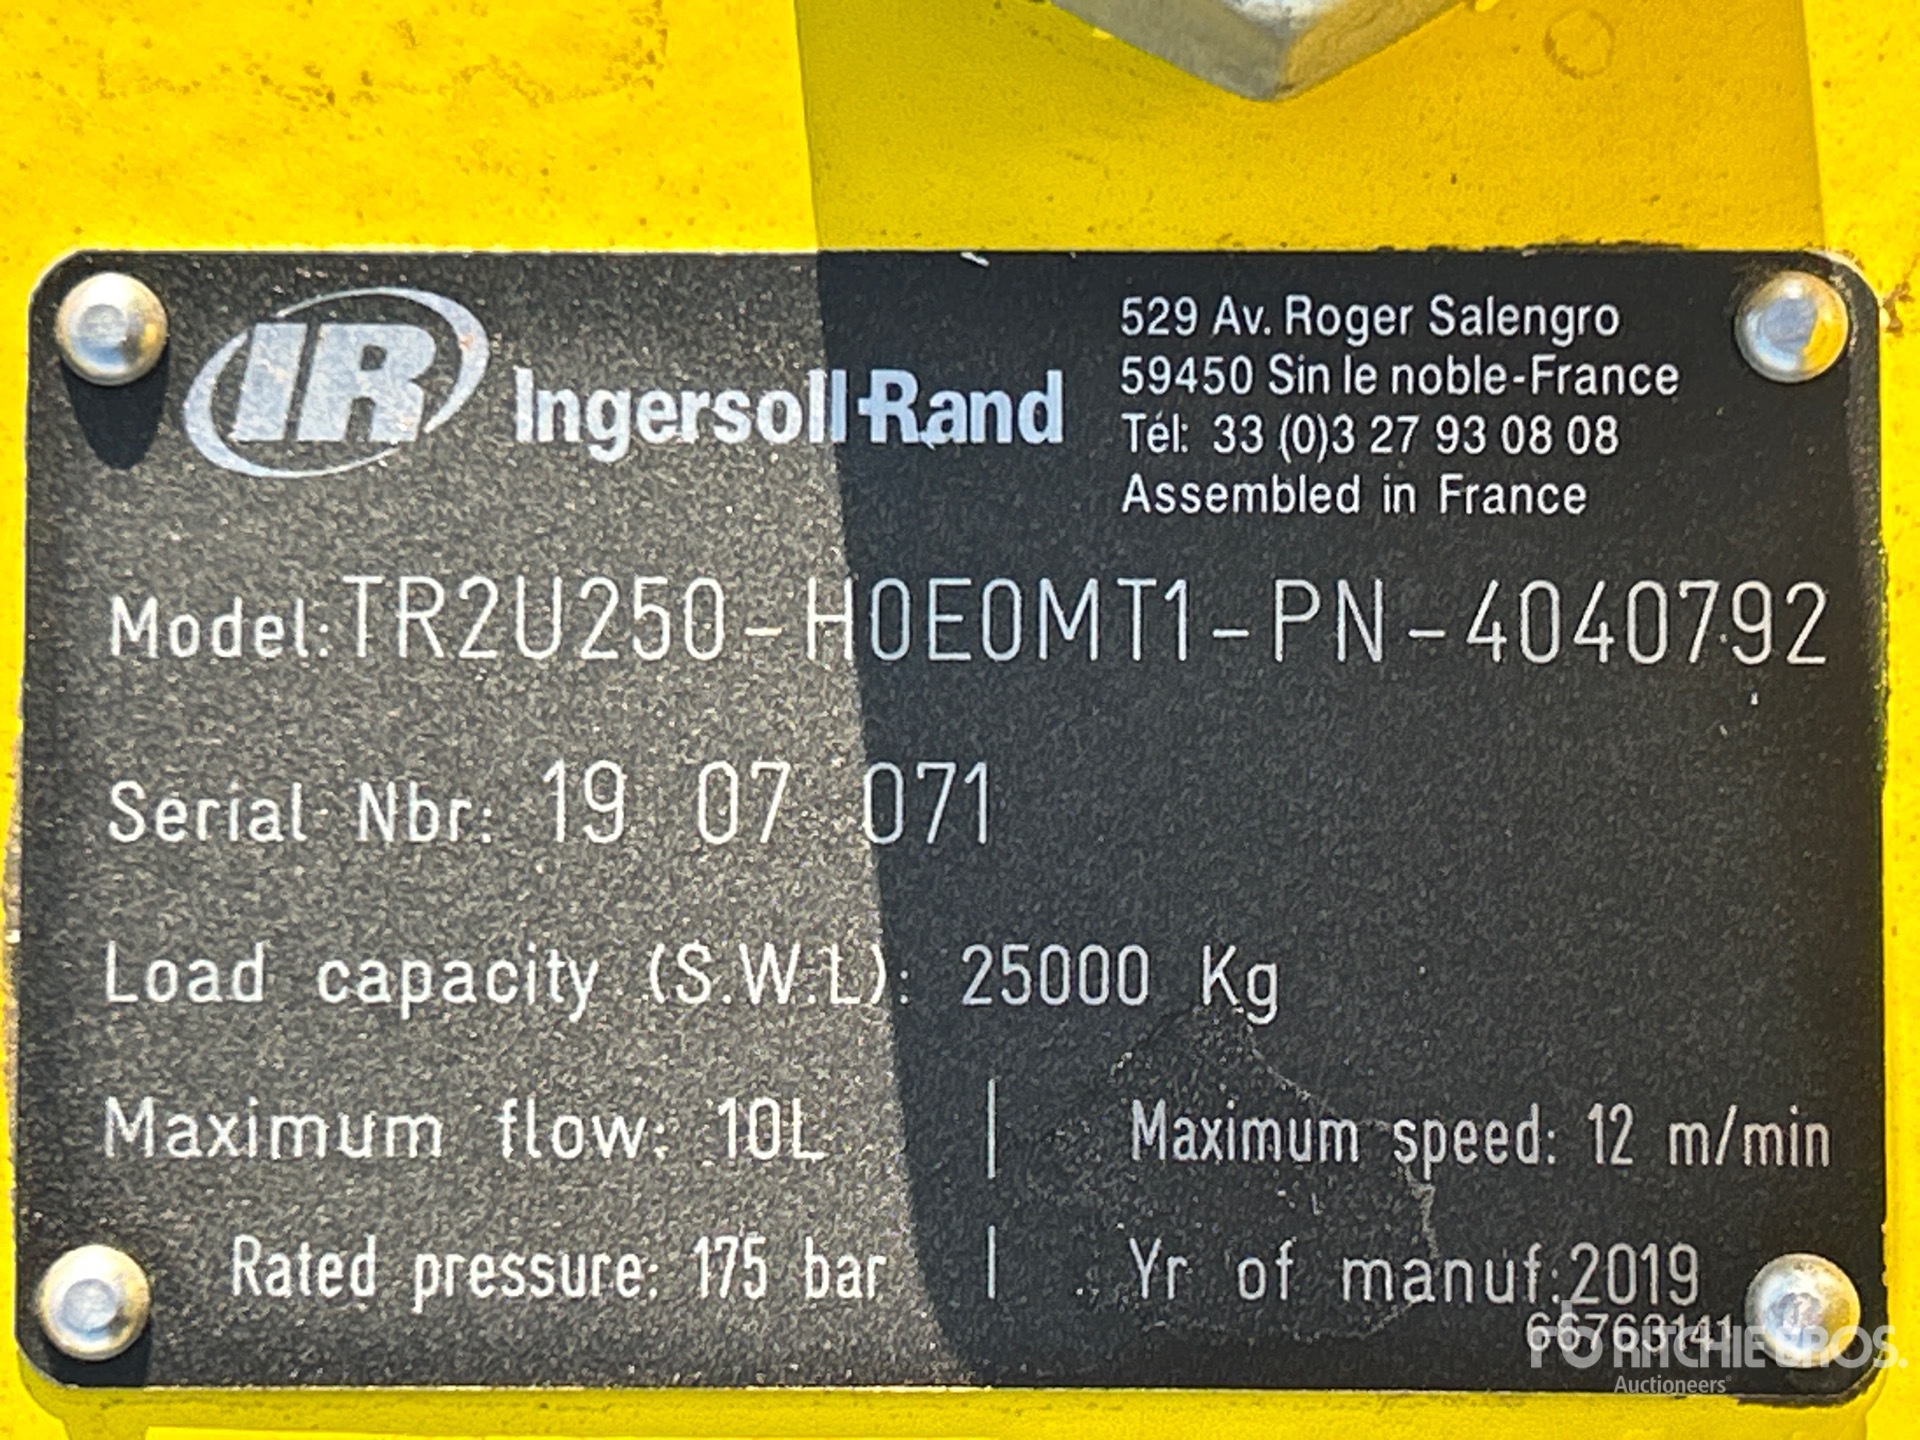 IR Ingersoll-Rand
529 Av. Roger Salengro
59450 Sin le noble-France
Tél: 33 (0)3 27 93 08 08
Assembled in France
Model: TR2U250-H0E0MT1-PN-4040792
Serial Nbr: 19 07 071
Load capacity (S.W.L): 25000 Kg
Maximum flow: 10L | Maximum speed: 12 m/min
Rated pressure: 175 bar | Yr of manuf.:2019
66763141
RITCHIE BROS.
Auctioneers